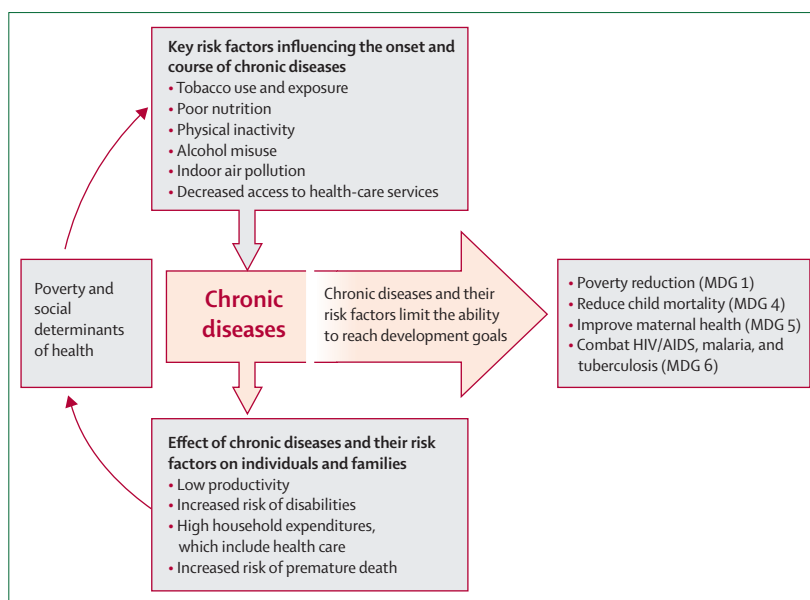 Key risk factors influencing the onset and
course of chronic diseases
• Tobacco use and exposure
• Poor nutrition
• Physical inactivity
• Alcohol misuse
• Indoor air pollution
• Decreased access to health-care services
Poverty and
social
determinants
of health
Chronic
diseases
Chronic diseases and their
risk factors limit the ability
to reach development goals
• Poverty reduction (MDG 1)
• Reduce child mortality (MDG 4)
• Improve maternal health (MDG 5)
• Combat HIV/AIDS, malaria, and
tuberculosis (MDG 6)
Effect of chronic diseases and their risk
factors on individuals and families
• Low productivity
• Increased risk of disabilities
• High household expenditures,
which include health care
• Increased risk of premature death